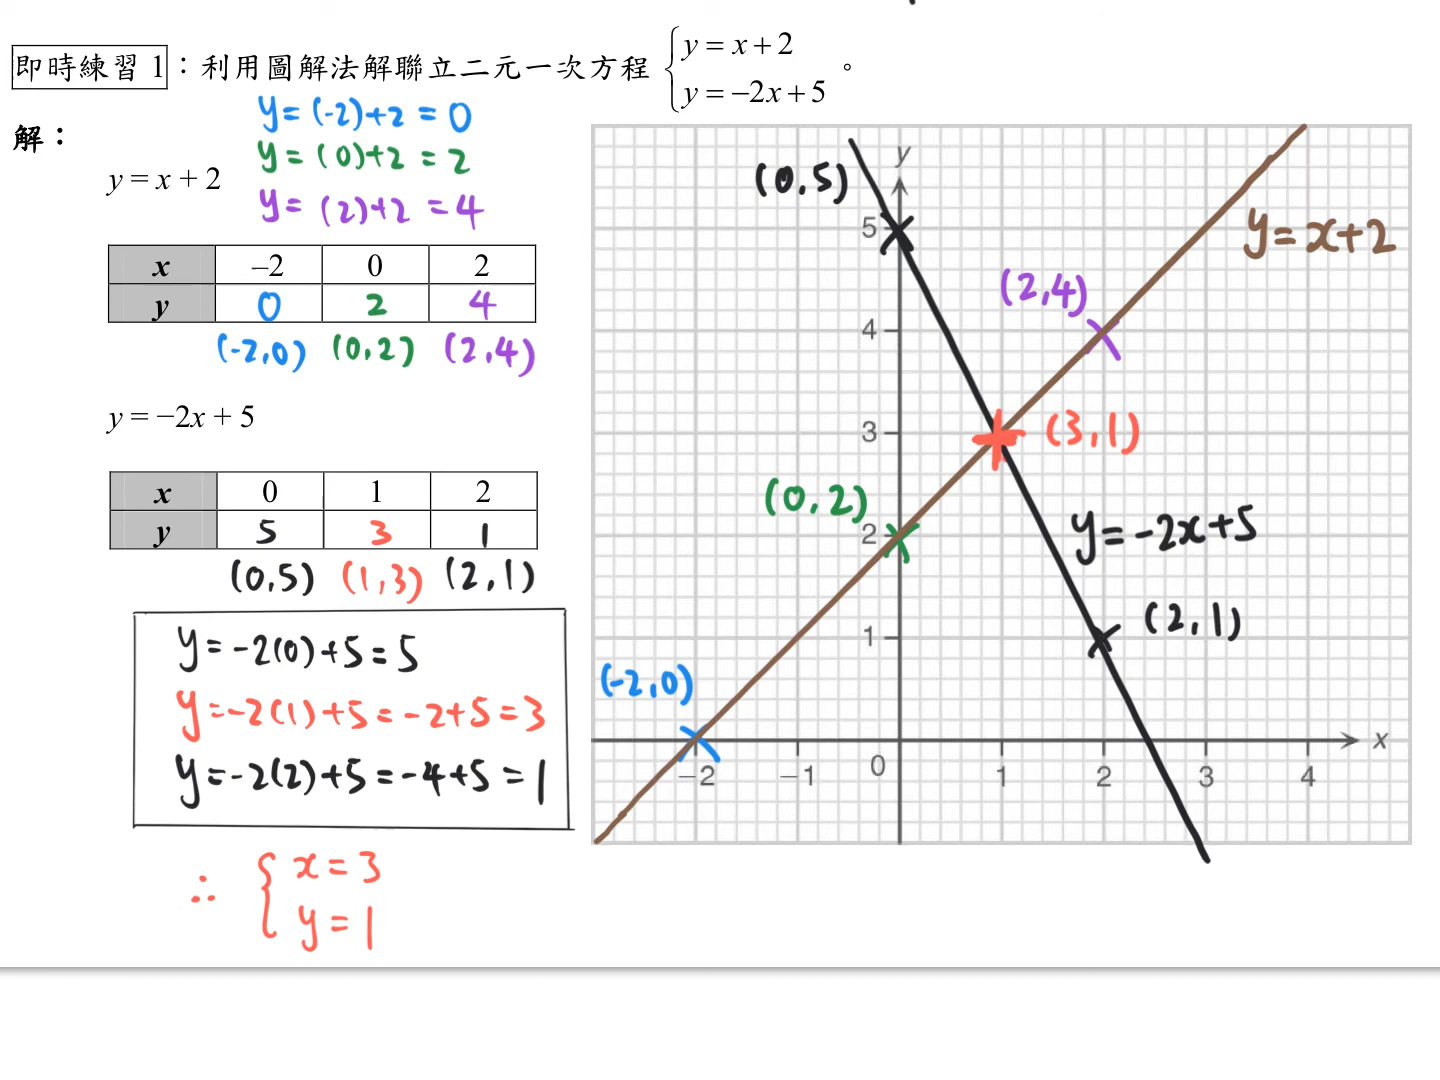 即時練習 1：利用圖解法解聯立二元一次方程 { y = x + 2
y = −2x + 5 。
解：
y = (-2)+2 = 0
y = (0)+2 = 2
y = x + 2
y = (2)+2 = 4
x –2 0 2
y 0 2 4
(-2,0) (0,2) (2,4)
y = −2x + 5
x 0 1 2
y 5 3 1
(0,5) (1,3) (2,1)
y = -2(0)+5 = 5
y = -2(1)+5 = -2+5 = 3
y = -2(2)+5 = -4+5 = 1
∴ { x = 3
y = 1
y
(0,5)
5
y = x+2
(2,4)
4
3
(3,1)
(0,2)
2
y = -2x+5
(2,1)
1
(-2,0)
x
−2 −1 0 1 2 3 4